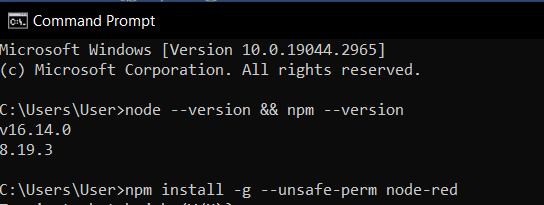 Command Prompt
Microsoft Windows [Version 10.0.19044.2965]
(c) Microsoft Corporation. All rights reserved.
C:\Users\User>node --version && npm --version
v16.14.0
8.19.3
C:\Users\User>npm install -g --unsafe-perm node-red